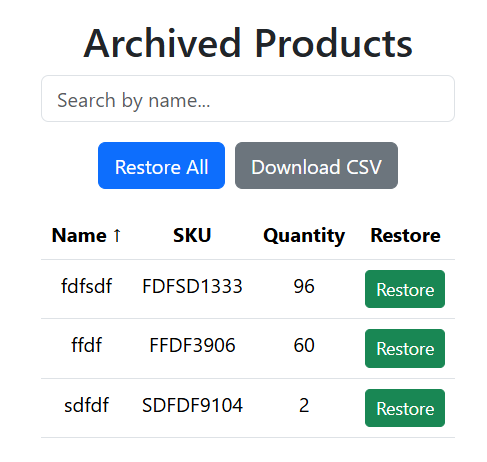 Archived Products
Search by name...
Restore All Download CSV
Name ↑ SKU Quantity Restore
fdfsdf FDFSD1333 96 Restore
ffdf FFDF3906 60 Restore
sdfdf SDFDF9104 2 Restore